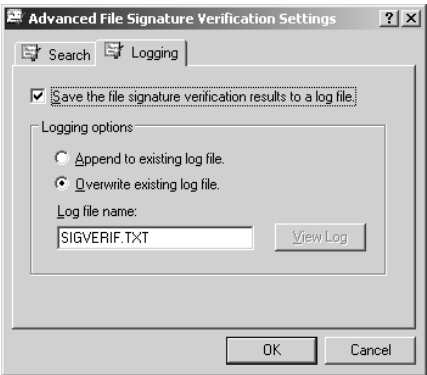 Advanced File Signature Verification Settings
Search
Logging
Save the file signature verification results to a log file.
Logging options
Append to existing log file.
Overwrite existing log file.
Log file name:
SIGVERIF.TXT
View Log
OK
Cancel